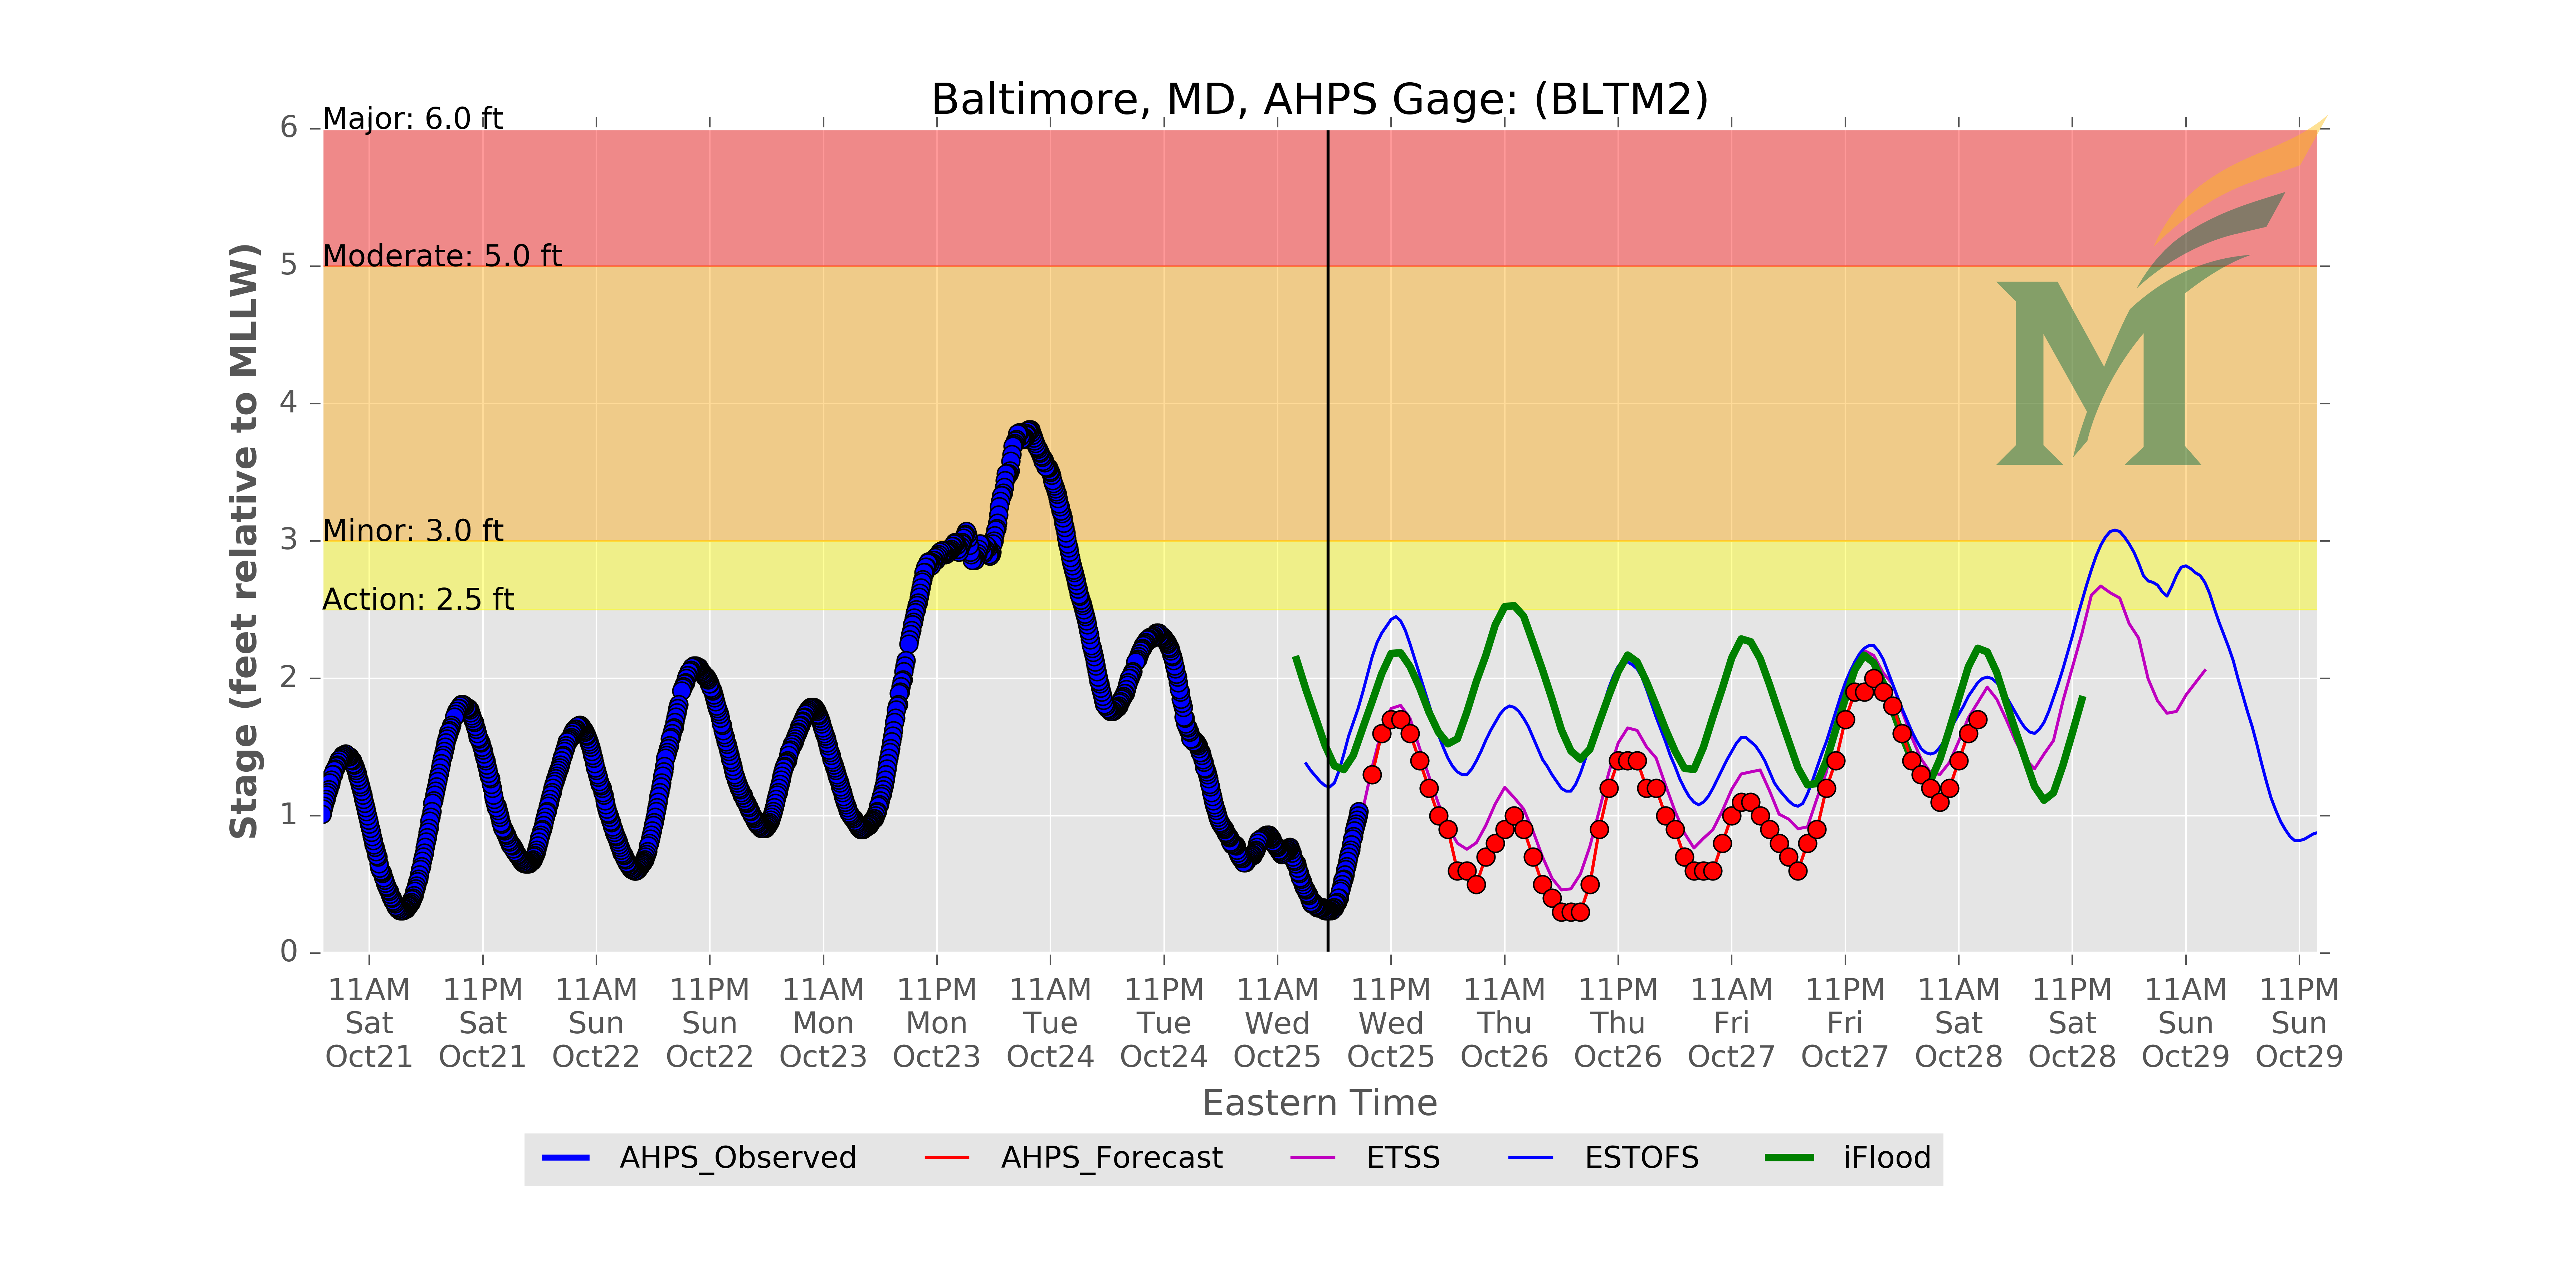 Baltimore, MD, AHPS Gage: (BLTM2)
Major: 6.0 ft
Moderate: 5.0 ft
Minor: 3.0 ft
Action: 2.5 ft
Stage (feet relative to MLLW)
6
5
4
3
2
1
0
11AM 11PM 11AM 11PM 11AM 11PM 11AM 11PM 11AM 11PM 11AM 11PM 11AM 11PM 11AM 11PM 11AM 11PM
Sat Sat Sun Sun Mon Mon Tue Tue Wed Wed Thu Thu Fri Fri Sat Sat Sun Sun
Oct21 Oct21 Oct22 Oct22 Oct23 Oct23 Oct24 Oct24 Oct25 Oct25 Oct26 Oct26 Oct27 Oct27 Oct28 Oct28 Oct29 Oct29
Eastern Time
AHPS_Observed AHPS_Forecast ETSS ESTOFS iFlood
M